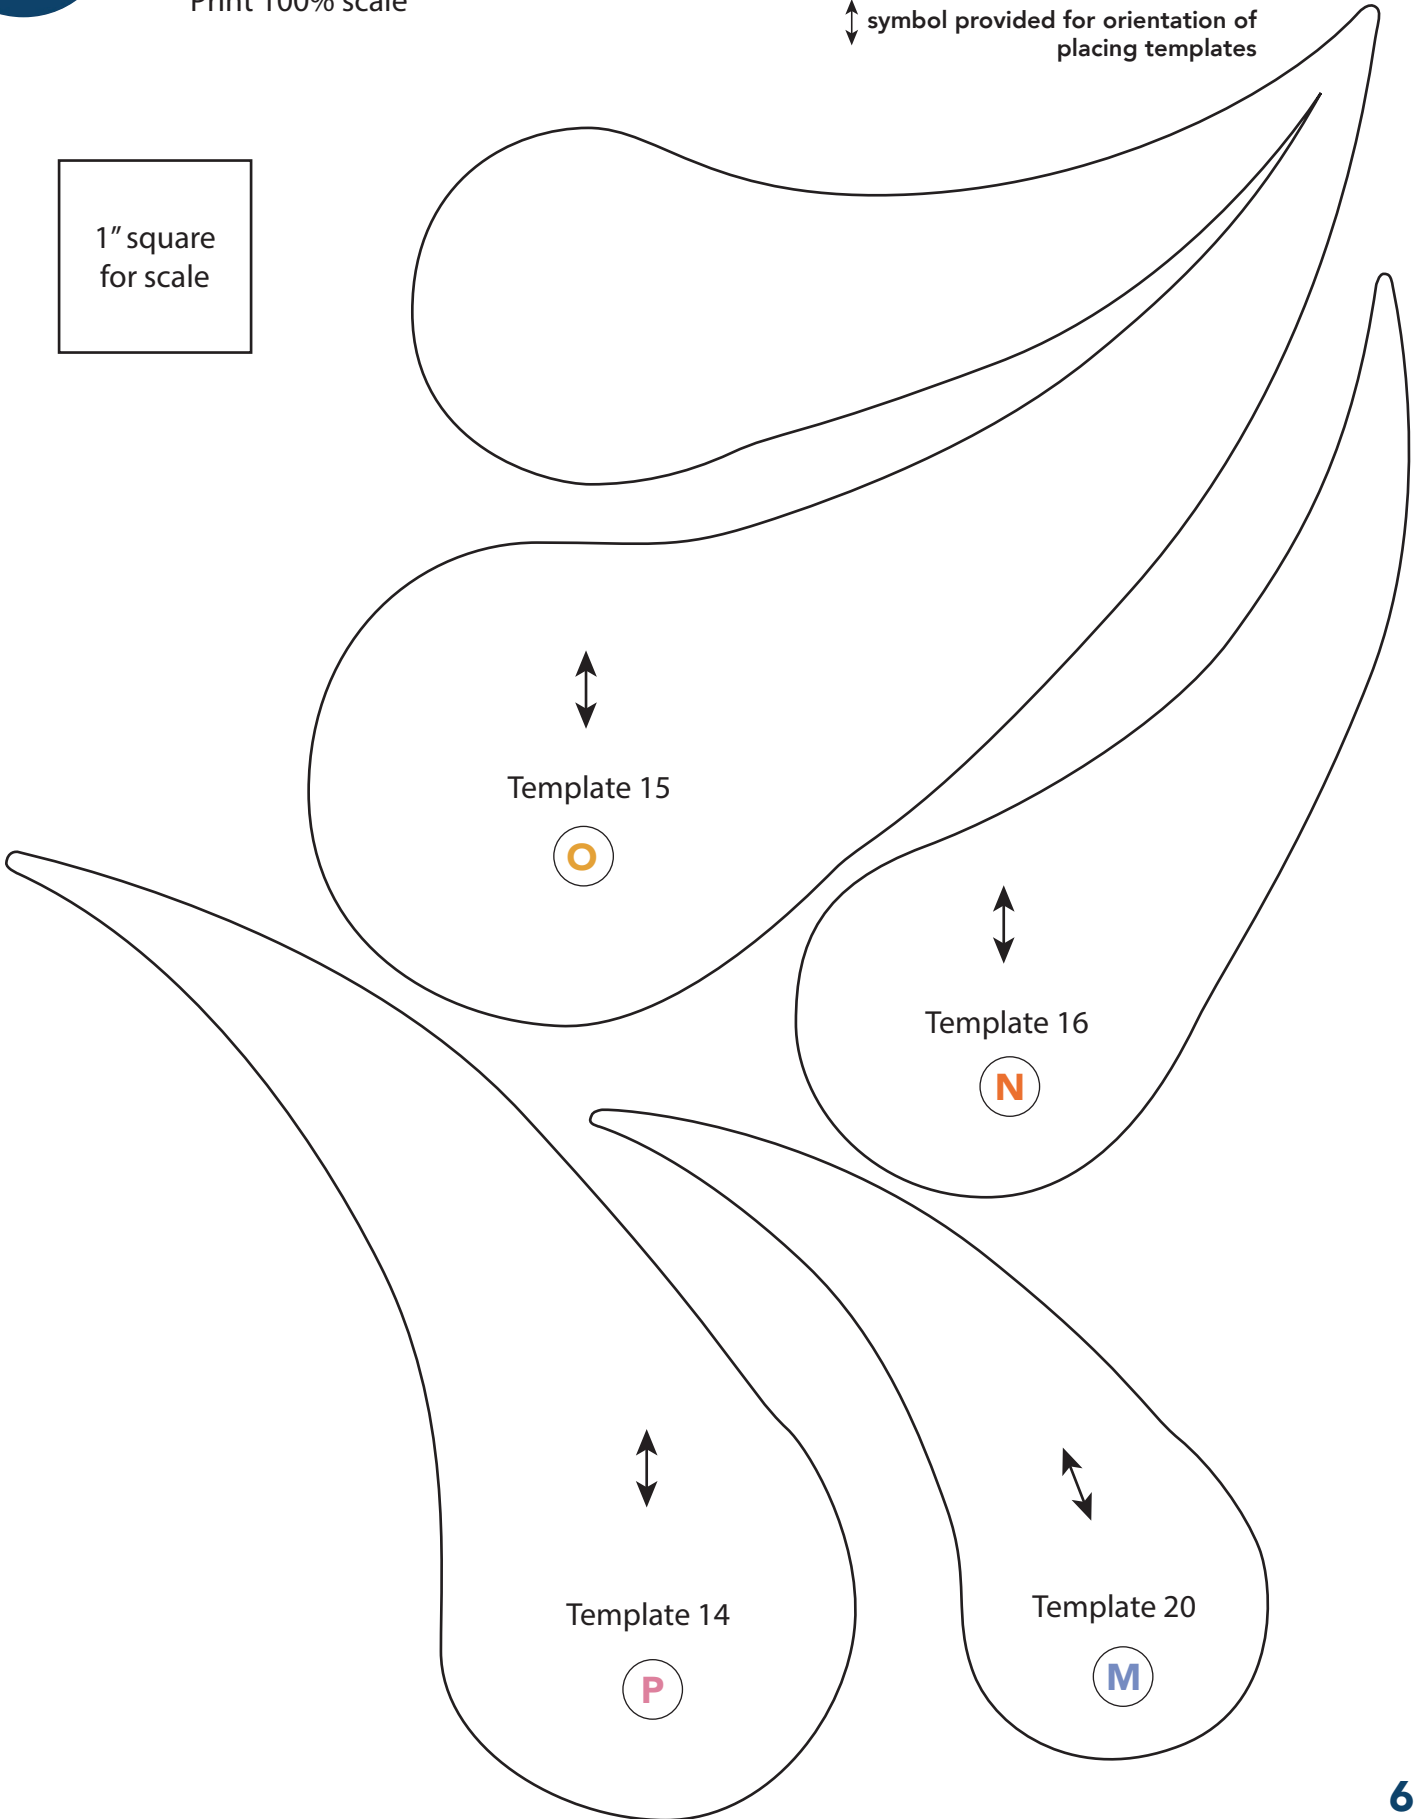 Print 100% scale
symbol provided for orientation of
placing templates
1” square
for scale
Template 15
O
Template 16
N
Template 14
P
Template 20
M
6